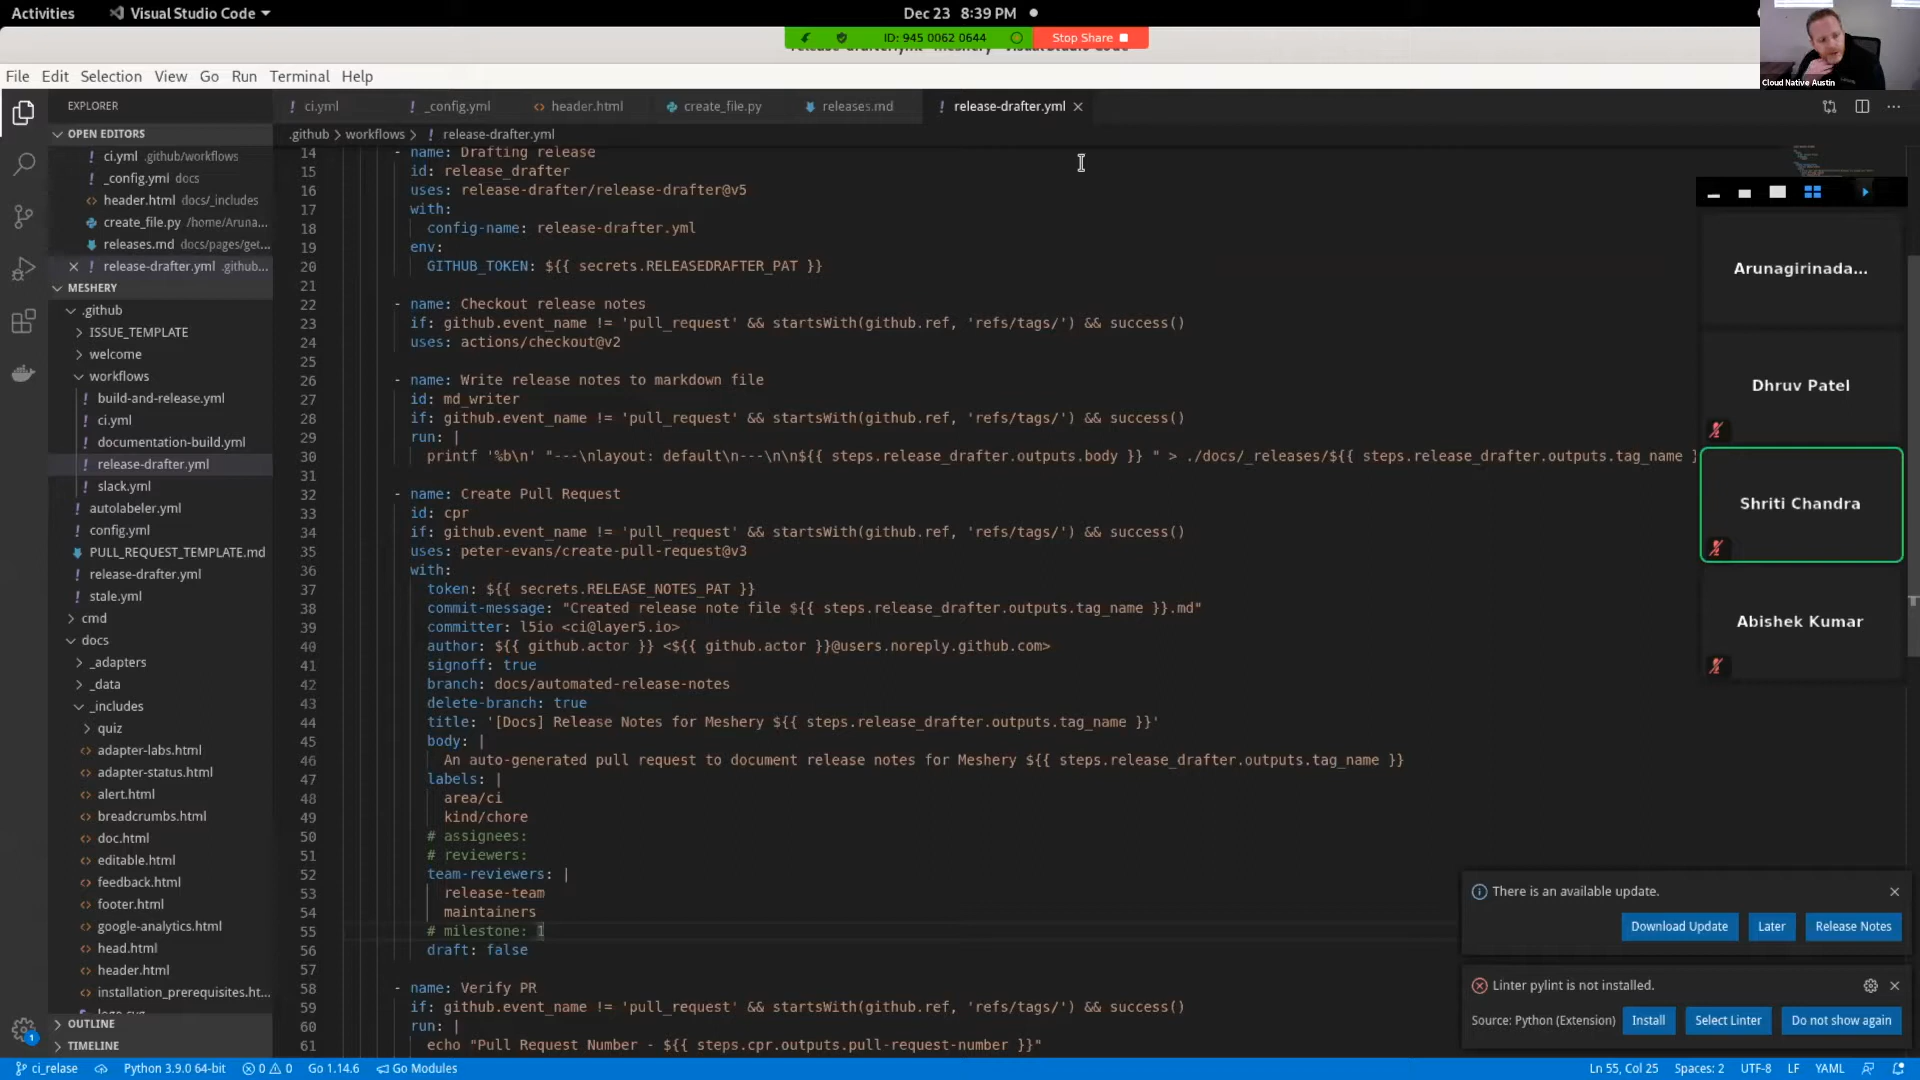 Activities
Visual Studio Code
Dec 23 8:39 PM
ID: 945 0062 0644
Stop Share
Cloud Native Austin
File Edit Selection View Go Run Terminal Help
EXPLORER
ci.yml
_config.yml
header.html
create_file.py
releases.md
release-drafter.yml
OPEN EDITORS
ci.yml .github/workflows
_config.yml docs
header.html docs/_includes
create_file.py /home/Aruna...
releases.md docs/pages/get...
release-drafter.yml .github...
MESHERY
.github
ISSUE_TEMPLATE
welcome
workflows
build-and-release.yml
ci.yml
documentation-build.yml
release-drafter.yml
slack.yml
autolabeler.yml
config.yml
PULL_REQUEST_TEMPLATE.md
release-drafter.yml
stale.yml
cmd
docs
_adapters
_data
_includes
quiz
adapter-labs.html
adapter-status.html
alert.html
breadcrumbs.html
doc.html
editable.html
feedback.html
footer.html
google-analytics.html
head.html
header.html
installation_prerequisites.ht...
OUTLINE
TIMELINE
.github > workflows > ! release-drafter.yml
14 - name: Drafting release
15 id: release_drafter
16 uses: release-drafter/release-drafter@v5
17 with:
18 config-name: release-drafter.yml
19 env:
20 GITHUB_TOKEN: ${{ secrets.RELEASEDRAFTER_PAT }}
21
22 - name: Checkout release notes
23 if: github.event_name != 'pull_request' && startsWith(github.ref, 'refs/tags/') && success()
24 uses: actions/checkout@v2
25
26 - name: Write release notes to markdown file
27 id: md_writer
28 if: github.event_name != 'pull_request' && startsWith(github.ref, 'refs/tags/') && success()
29 run: |
30 printf '%b\n' "---\nlayout: default\n---\n\n${{ steps.release_drafter.outputs.body }} " > ./docs/_releases/${{ steps.release_drafter.outputs.tag_name }
31
32 - name: Create Pull Request
33 id: cpr
34 if: github.event_name != 'pull_request' && startsWith(github.ref, 'refs/tags/') && success()
35 uses: peter-evans/create-pull-request@v3
36 with:
37 token: ${{ secrets.RELEASE_NOTES_PAT }}
38 commit-message: "Created release note file ${{ steps.release_drafter.outputs.tag_name }}.md"
39 committer: l5io <ci@layer5.io>
40 author: ${{ github.actor }} <${{ github.actor }}@users.noreply.github.com>
41 signoff: true
42 branch: docs/automated-release-notes
43 delete-branch: true
44 title: '[Docs] Release Notes for Meshery ${{ steps.release_drafter.outputs.tag_name }}'
45 body: |
46 An auto-generated pull request to document release notes for Meshery ${{ steps.release_drafter.outputs.tag_name }}
47 labels: |
48 area/ci
49 kind/chore
50 # assignees:
51 # reviewers:
52 team-reviewers: |
53 release-team
54 maintainers
55 # milestone: 1
56 draft: false
57
58 - name: Verify PR
59 if: github.event_name != 'pull_request' && startsWith(github.ref, 'refs/tags/') && success()
60 run: |
61 echo "Pull Request Number - ${{ steps.cpr.outputs.pull-request-number }}"
Arunagirinada...
Dhruv Patel
Shriti Chandra
Abishek Kumar
There is an available update.
Download Update Later Release Notes
Linter pylint is not installed.
Source: Python (Extension) Install Select Linter Do not show again
1
ci_relase Python 3.9.0 64-bit 0 0 Go 1.14.6 Go Modules
Ln 55, Col 25 Spaces: 2 UTF-8 LF YAML